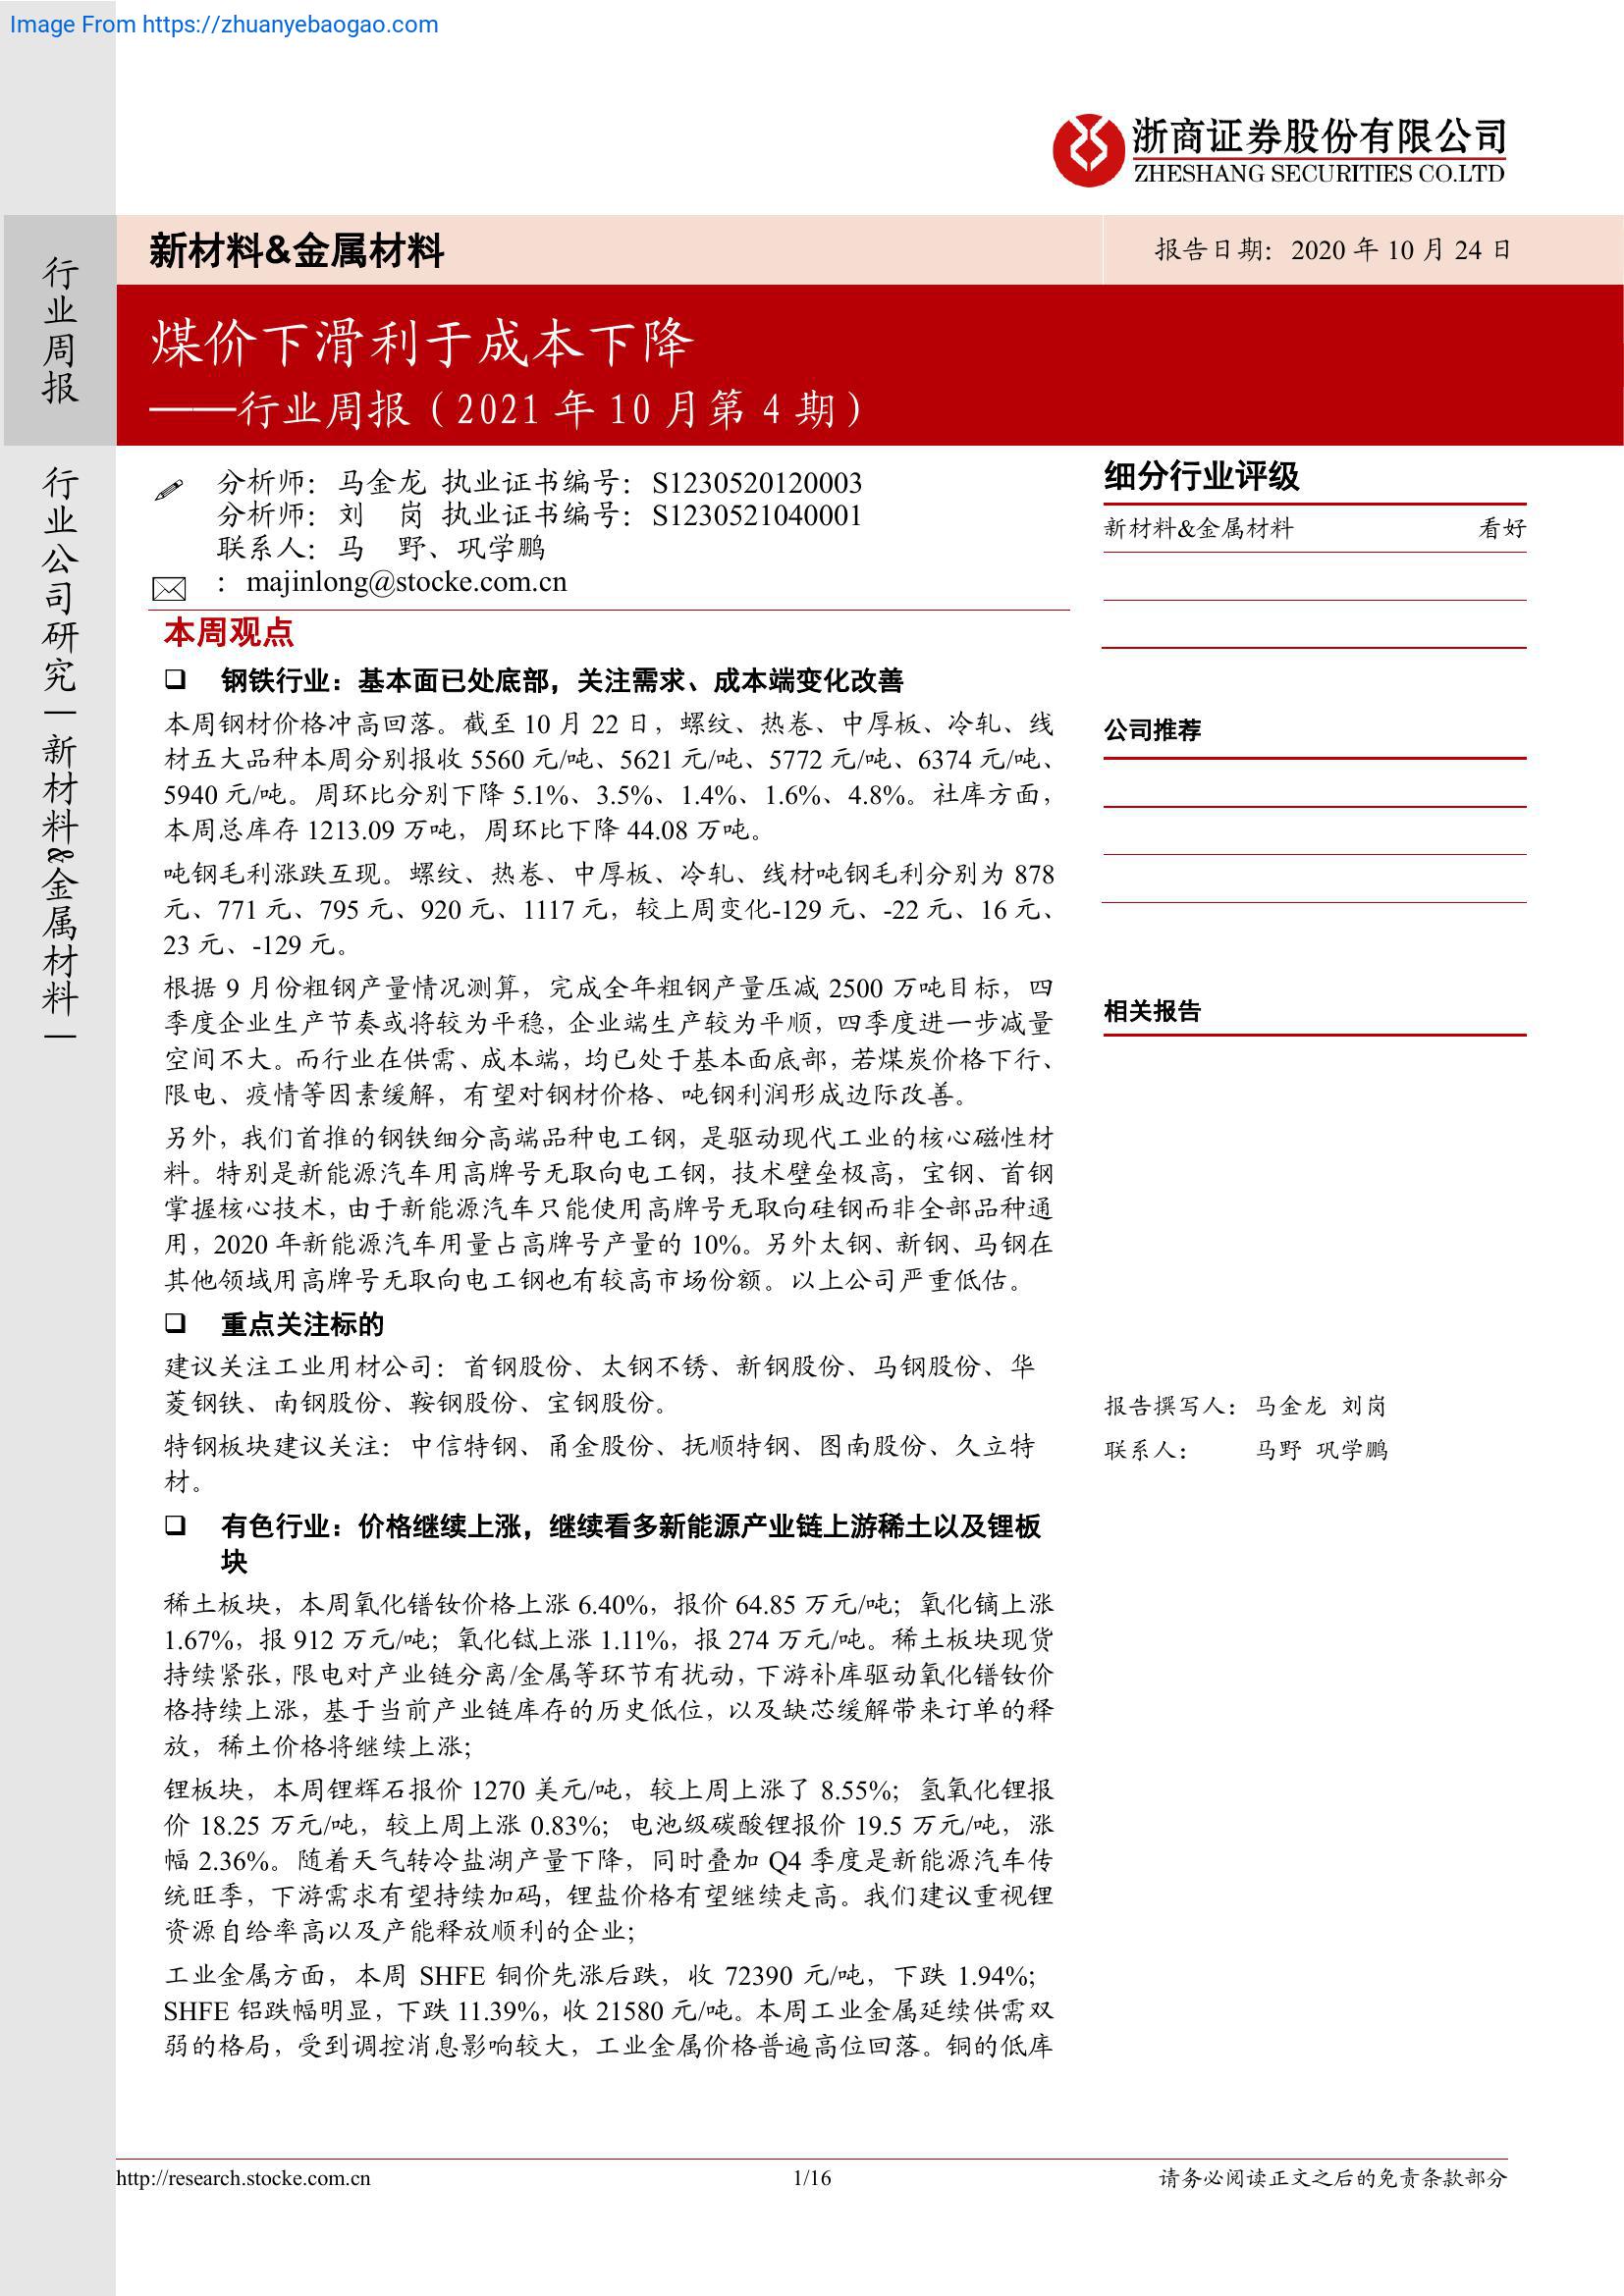 Image From https://zhuanyebaogao.com
浙商证券股份有限公司
ZHESHANG SECURITIES CO.LTD
行业周报
行业公司研究|新材料&金属材料|
新材料&金属材料
报告日期：2020 年 10 月 24 日
煤价下滑利于成本下降
——行业周报（2021 年 10 月第 4 期）
分析师：马金龙 执业证书编号：S1230520120003
分析师：刘 岗 执业证书编号：S1230521040001
联系人：马 野、巩学鹏
：majinlong@stocke.com.cn
本周观点
❑ 钢铁行业：基本面已处底部，关注需求、成本端变化改善
本周钢材价格冲高回落。截至 10 月 22 日，螺纹、热卷、中厚板、冷轧、线
材五大品种本周分别报收 5560 元/吨、5621 元/吨、5772 元/吨、6374 元/吨、
5940 元/吨。周环比分别下降 5.1%、3.5%、1.4%、1.6%、4.8%。社库方面，
本周总库存 1213.09 万吨，周环比下降 44.08 万吨。
吨钢毛利涨跌互现。螺纹、热卷、中厚板、冷轧、线材吨钢毛利分别为 878
元、771 元、795 元、920 元、1117 元，较上周变化-129 元、-22 元、16 元、
23 元、-129 元。
根据 9 月份粗钢产量情况测算，完成全年粗钢产量压减 2500 万吨目标，四
季度企业生产节奏或将较为平稳，企业端生产较为平顺，四季度进一步减量
空间不大。而行业在供需、成本端，均已处于基本面底部，若煤炭价格下行、
限电、疫情等因素缓解，有望对钢材价格、吨钢利润形成边际改善。
另外，我们首推的钢铁细分高端品种电工钢，是驱动现代工业的核心磁性材
料。特别是新能源汽车用高牌号无取向电工钢，技术壁垒极高，宝钢、首钢
掌握核心技术，由于新能源汽车只能使用高牌号无取向硅钢而非全部品种通
用，2020 年新能源汽车用量占高牌号产量的 10%。另外太钢、新钢、马钢在
其他领域用高牌号无取向电工钢也有较高市场份额。以上公司严重低估。
❑ 重点关注标的
建议关注工业用材公司：首钢股份、太钢不锈、新钢股份、马钢股份、华
菱钢铁、南钢股份、鞍钢股份、宝钢股份。
特钢板块建议关注：中信特钢、甬金股份、抚顺特钢、图南股份、久立特
材。
❑ 有色行业：价格继续上涨，继续看多新能源产业链上游稀土以及锂板
块
稀土板块，本周氧化镨钕价格上涨 6.40%，报价 64.85 万元/吨；氧化镝上涨
1.67%，报 912 万元/吨；氧化铽上涨 1.11%，报 274 万元/吨。稀土板块现货
持续紧张，限电对产业链分离/金属等环节有扰动，下游补库驱动氧化镨钕价
格持续上涨，基于当前产业链库存的历史低位，以及缺芯缓解带来订单的释
放，稀土价格将继续上涨；
锂板块，本周锂辉石报价 1270 美元/吨，较上周上涨了 8.55%；氢氧化锂报
价 18.25 万元/吨，较上周上涨 0.83%；电池级碳酸锂报价 19.5 万元/吨，涨
幅 2.36%。随着天气转冷盐湖产量下降，同时叠加 Q4 季度是新能源汽车传
统旺季，下游需求有望持续加码，锂盐价格有望继续走高。我们建议重视锂
资源自给率高以及产能释放顺利的企业；
工业金属方面，本周 SHFE 铜价先涨后跌，收 72390 元/吨，下跌 1.94%；
SHFE 铝跌幅明显，下跌 11.39%，收 21580 元/吨。本周工业金属延续供需双
弱的格局，受到调控消息影响较大，工业金属价格普遍高位回落。铜的低库
细分行业评级
新材料&金属材料 看好
公司推荐
相关报告
报告撰写人：马金龙 刘岗
联系人： 马野 巩学鹏
http://research.stocke.com.cn
1/16
请务必阅读正文之后的免责条款部分